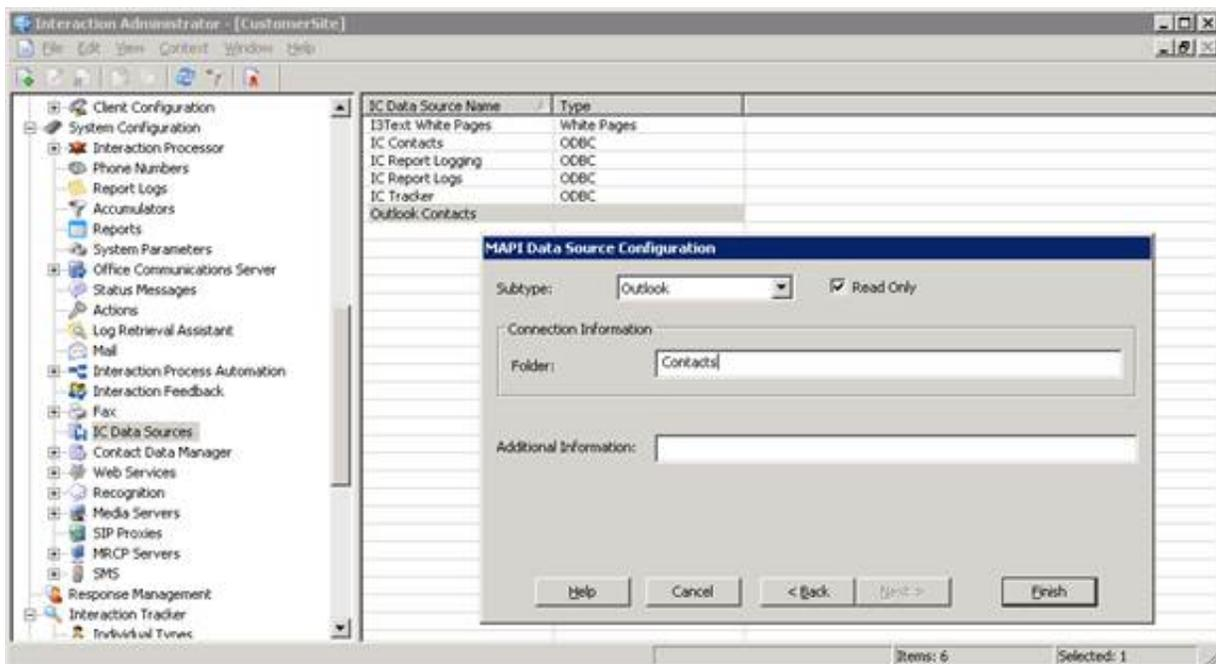 Interaction Administrator - [CustomerSite]
File Edit View Context Window Help
Client Configuration
System Configuration
Interaction Processor
Phone Numbers
Report Logs
Accumulators
Reports
System Parameters
Office Communications Server
Status Messages
Actions
Log Retrieval Assistant
Mail
Interaction Process Automation
Interaction Feedback
Fax
IC Data Sources
Contact Data Manager
Web Services
Recognition
Media Servers
SIP Proxies
MRCP Servers
SMS
Response Management
Interaction Tracker
Individual Types
IC Data Source Name Type
I3Text White Pages White Pages
IC Contacts ODBC
IC Report Logging ODBC
IC Report Logs ODBC
IC Tracker ODBC
Outlook Contacts
MAPI Data Source Configuration
Subtype: Outlook Read Only
Connection Information
Folder: Contacts
Additional Information:
Help Cancel < Back Next > Finish
Items: 6 Selected: 1